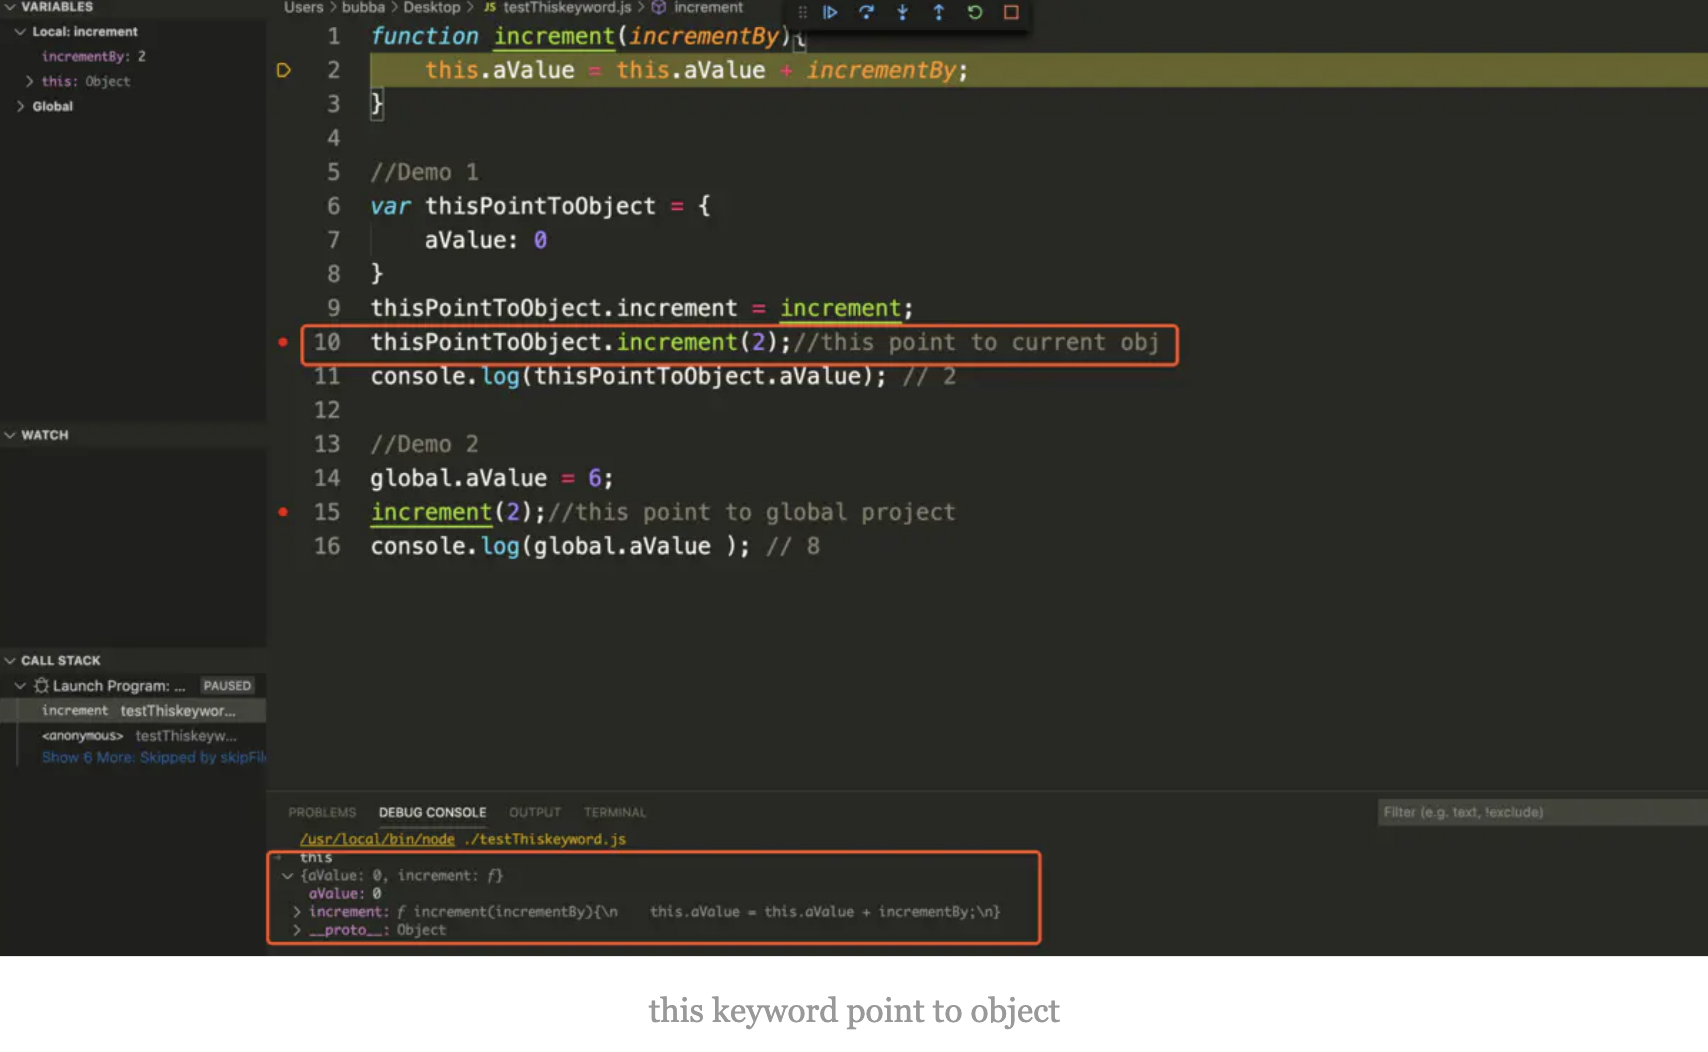 VARIABLES
Local: increment
incrementBy: 2
this: Object
Global
WATCH
CALL STACK
Launch Program: ... PAUSED
increment testThiskeywor...
<anonymous> testThiskeyw...
Show 6 More: Skipped by skipFil
Users > bubba > Desktop > JS testThiskeyword.js > increment
1 function increment(incrementBy){
2 this.aValue = this.aValue + incrementBy;
3 }
4
5 //Demo 1
6 var thisPointToObject = {
7 aValue: 0
8 }
9 thisPointToObject.increment = increment;
10 thisPointToObject.increment(2);//this point to current obj
11 console.log(thisPointToObject.aValue); // 2
12
13 //Demo 2
14 global.aValue = 6;
15 increment(2);//this point to global project
16 console.log(global.aValue ); // 8
PROBLEMS DEBUG CONSOLE OUTPUT TERMINAL Filter (e.g. text, !exclude)
/usr/local/bin/node ./testThiskeyword.js
this
{aValue: 0, increment: ƒ}
aValue: 0
increment: ƒ increment(incrementBy){\n    this.aValue = this.aValue + incrementBy;\n}
__proto__: Object
this keyword point to object